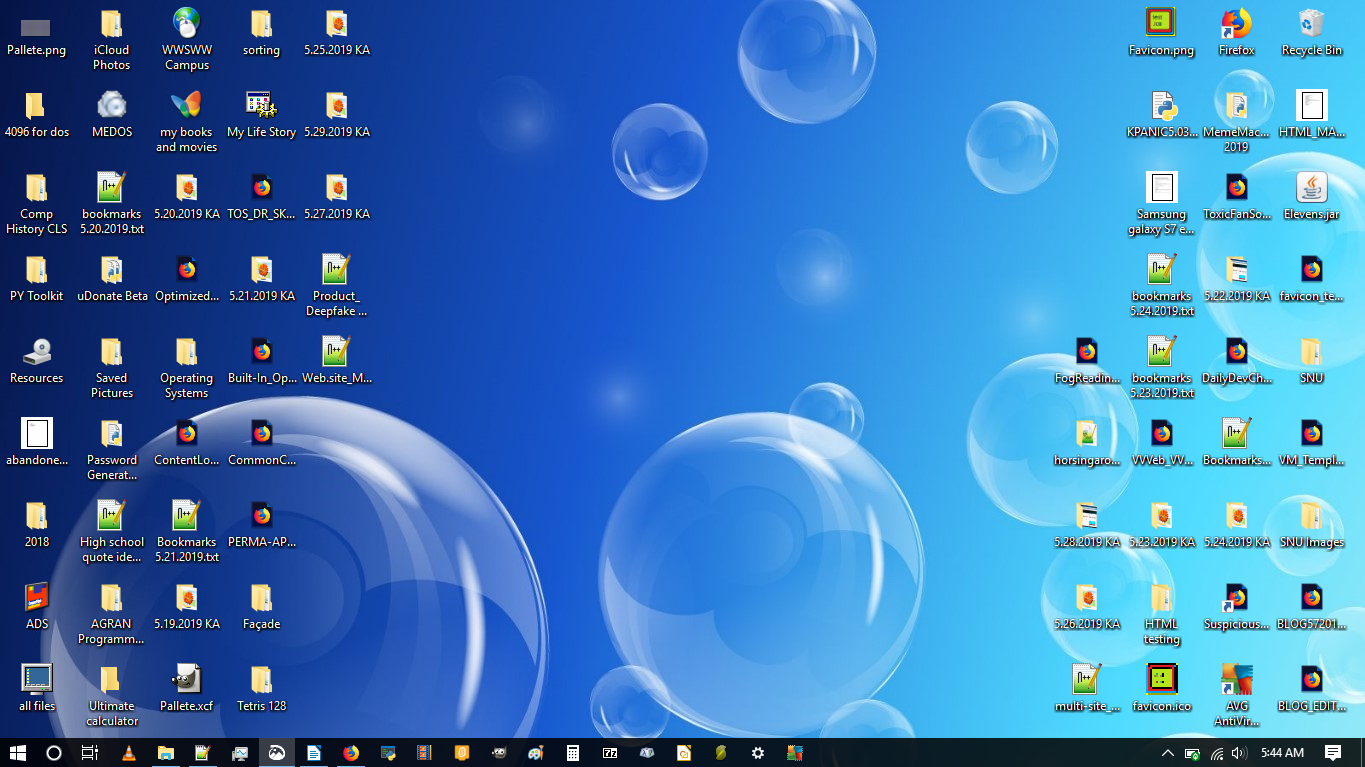 Pallete.png
iCloud
Photos
WWSWW
Campus
sorting
5.25.2019 KA
Favicon.png
Firefox
Recycle Bin
4096 for dos
MEDOS
my books
and movies
My Life Story
5.29.2019 KA
KPANIC5.03...
MemeMac...
2019
HTML_MA...
Comp
History CLS
bookmarks
5.20.2019.txt
5.20.2019 KA
TOS_DR_SK...
5.27.2019 KA
Samsung
galaxy S7 e...
ToxicFanSo...
Elevens.jar
PY Toolkit
uDonate Beta
Optimized...
5.21.2019 KA
Product_
Deepfake ...
bookmarks
5.24.2019.txt
5.22.2019 KA
favicon_te...
Resources
Saved
Pictures
Operating
Systems
Built-In_Op...
Web.site_M...
FogReadin...
bookmarks
5.23.2019.txt
DailyDevCh...
SNU
abandone...
Password
Generat...
ContentLo...
CommonC...
horsingaro...
VVVeb_VV...
Bookmarks...
VM_Templ...
2018
High school
quote ide...
Bookmarks
5.21.2019.txt
PERMA-AP...
5.28.2019 KA
5.23.2019 KA
5.24.2019 KA
SNU Images
ADS
AGRAN
Programm...
5.19.2019 KA
Façade
5.26.2019 KA
HTML
testing
Suspicious...
BLOG57201...
all files
Ultimate
calculator
Pallete.xcf
Tetris 128
multi-site_...
favicon.ico
AVG
AntiVir...
BLOG_EDIT...
5:44 AM